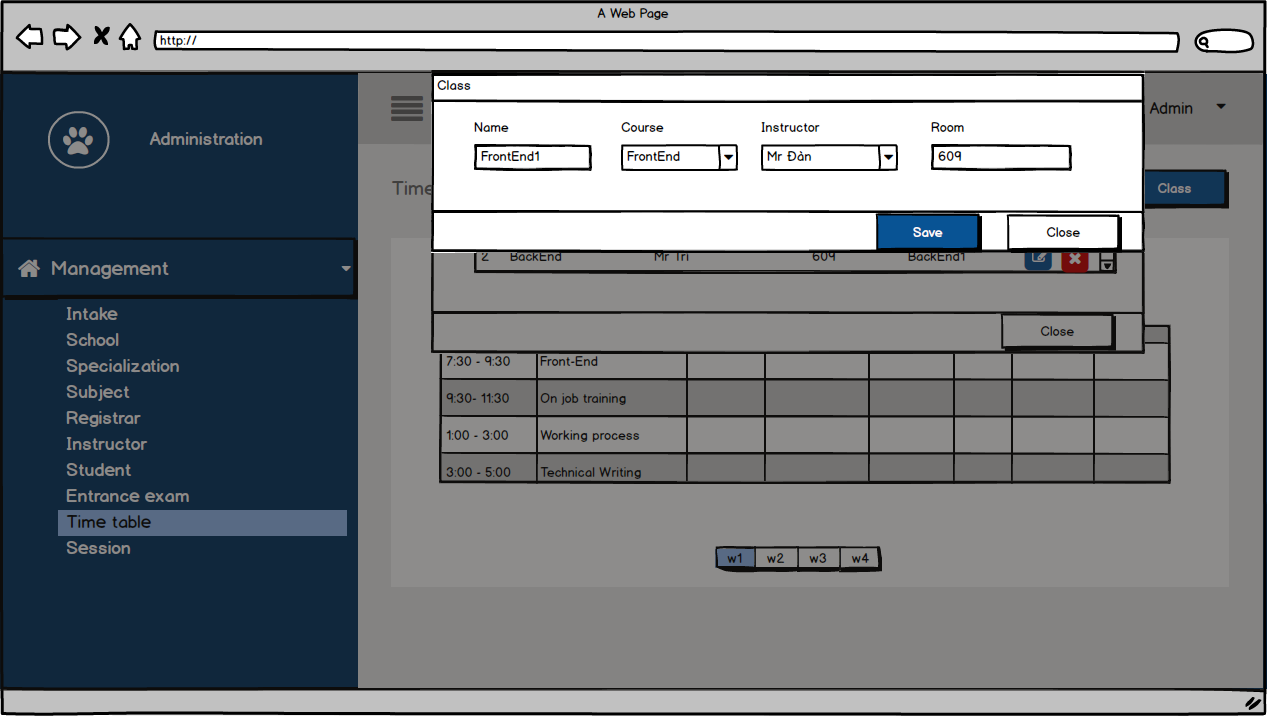 A Web Page
http://
Administration
Management
Intake
School
Specialization
Subject
Registrar
Instructor
Student
Entrance exam
Time table
Session
Admin
Time
Class
Class
Name Course Instructor Room
FrontEnd1 FrontEnd Mr Đàn 609
Save Close
2 BackEnd Mr Trí 609 BackEnd1
Close
7:30 - 9:30 Front-End
9:30- 11:30 On job training
1:00 - 3:00 Working process
3:00 - 5:00 Technical Writing
w1 w2 w3 w4